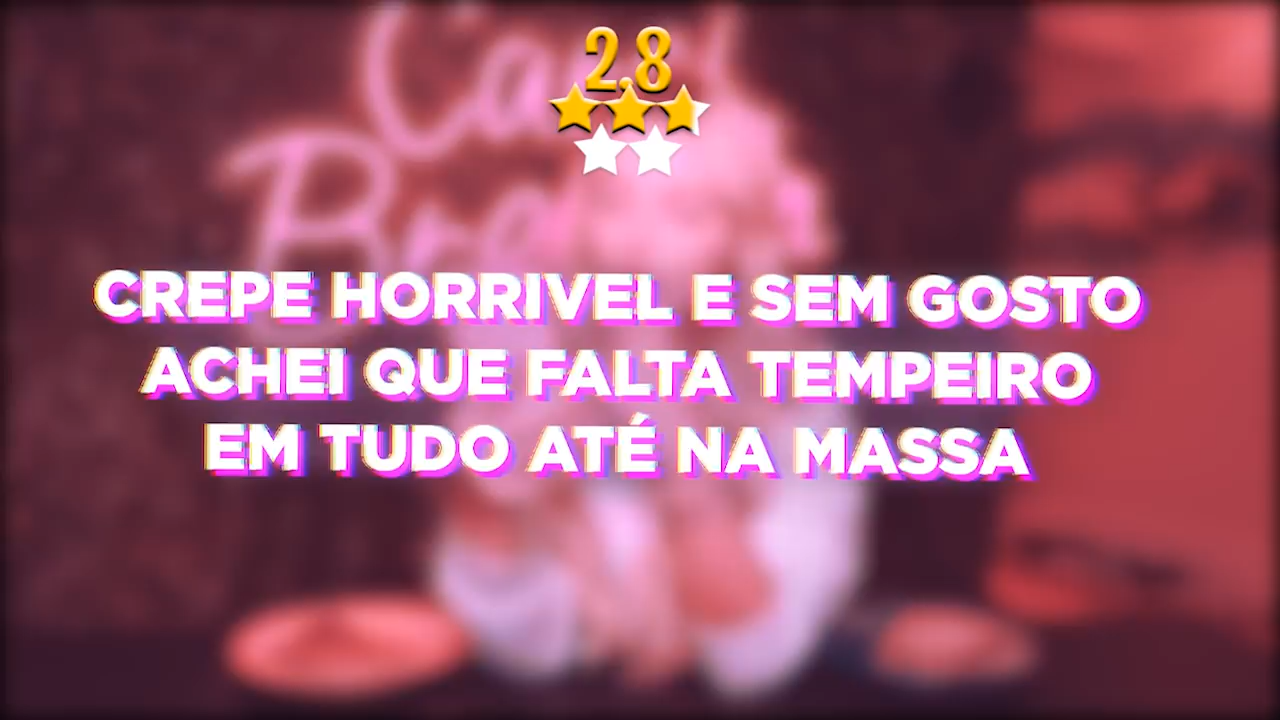 2,8
CREPE HORRIVEL E SEM GOSTO
ACHEI QUE FALTA TEMPEIRO
EM TUDO ATÉ NA MASSA